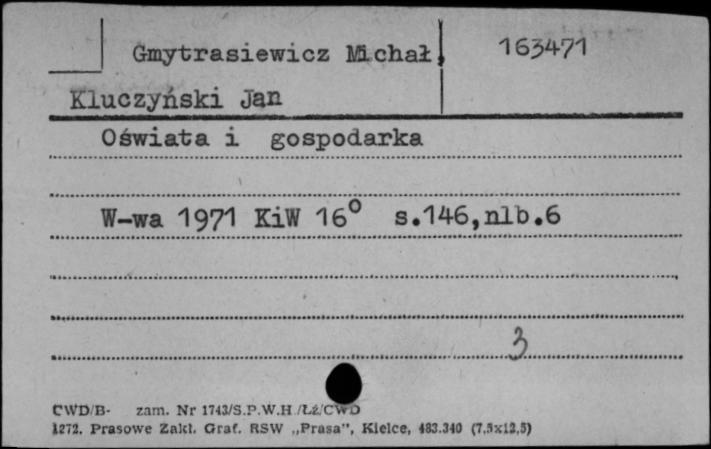 Gmytrasiewicz Michał, 163471
Kluczyński Jan
Oświata i gospodarka
W-wa 1971 KiW 16° s.146,nlb.6
3
CWD/B- zam. Nr 1743/S.P.W.H./Łż/CWD
1272. Prasowe Zakł. Graf. RSW „Prasa”, Kielce, 483.340 (7,5x12,5)